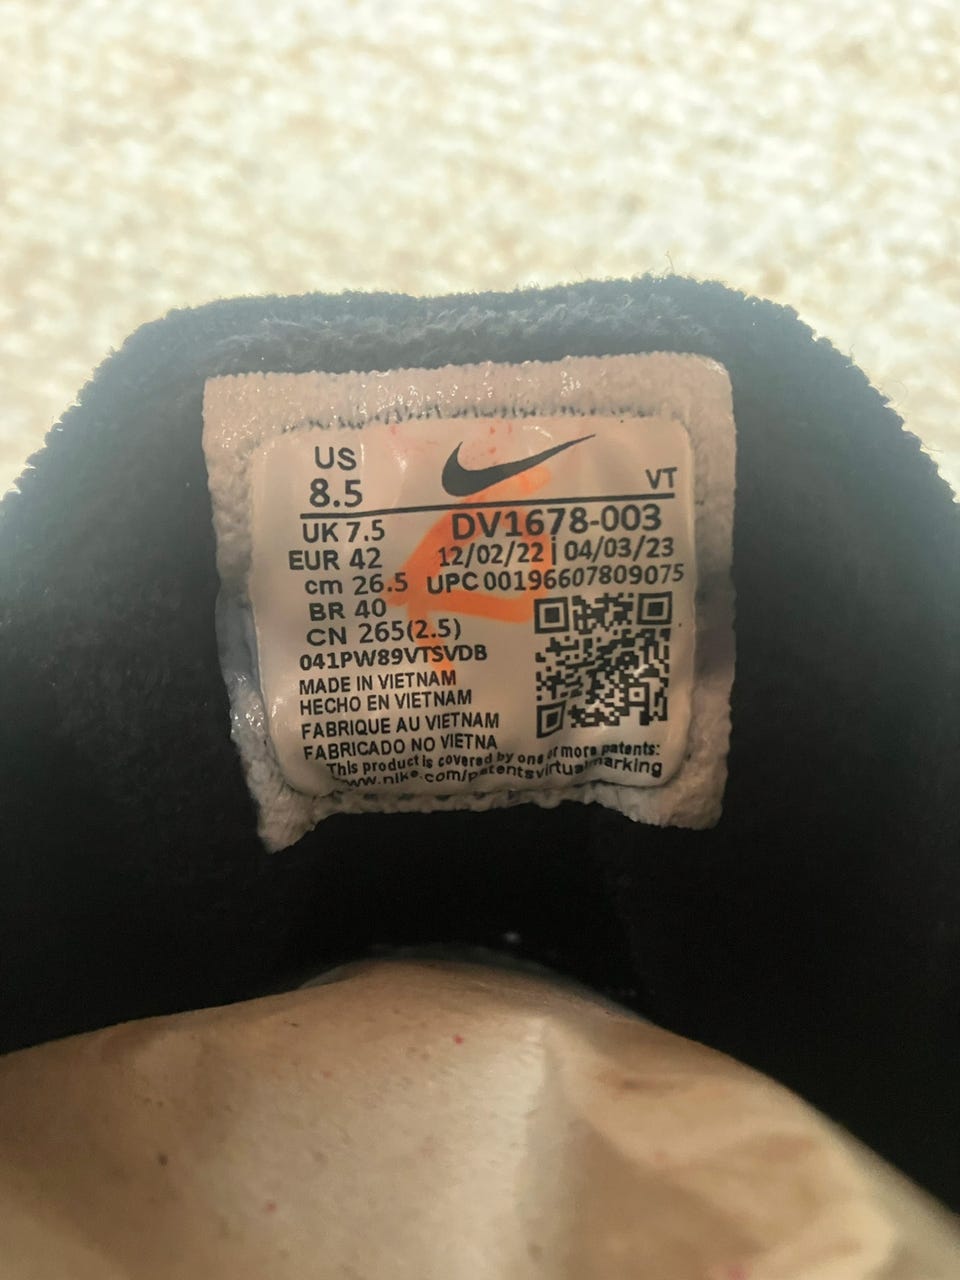 US
8.5
VT
UK 7.5
DV1678-003
EUR 42
12/02/22 | 04/03/23
cm 26.5
UPC 00196607809075
BR 40
CN 265(2.5)
041PW89VTSVDB
MADE IN VIETNAM
HECHO EN VIETNAM
FABRIQUE AU VIETNAM
FABRICADO NO VIETNA
This product is covered by one or more patents:
www.nike.com/patentsvirtualmarking